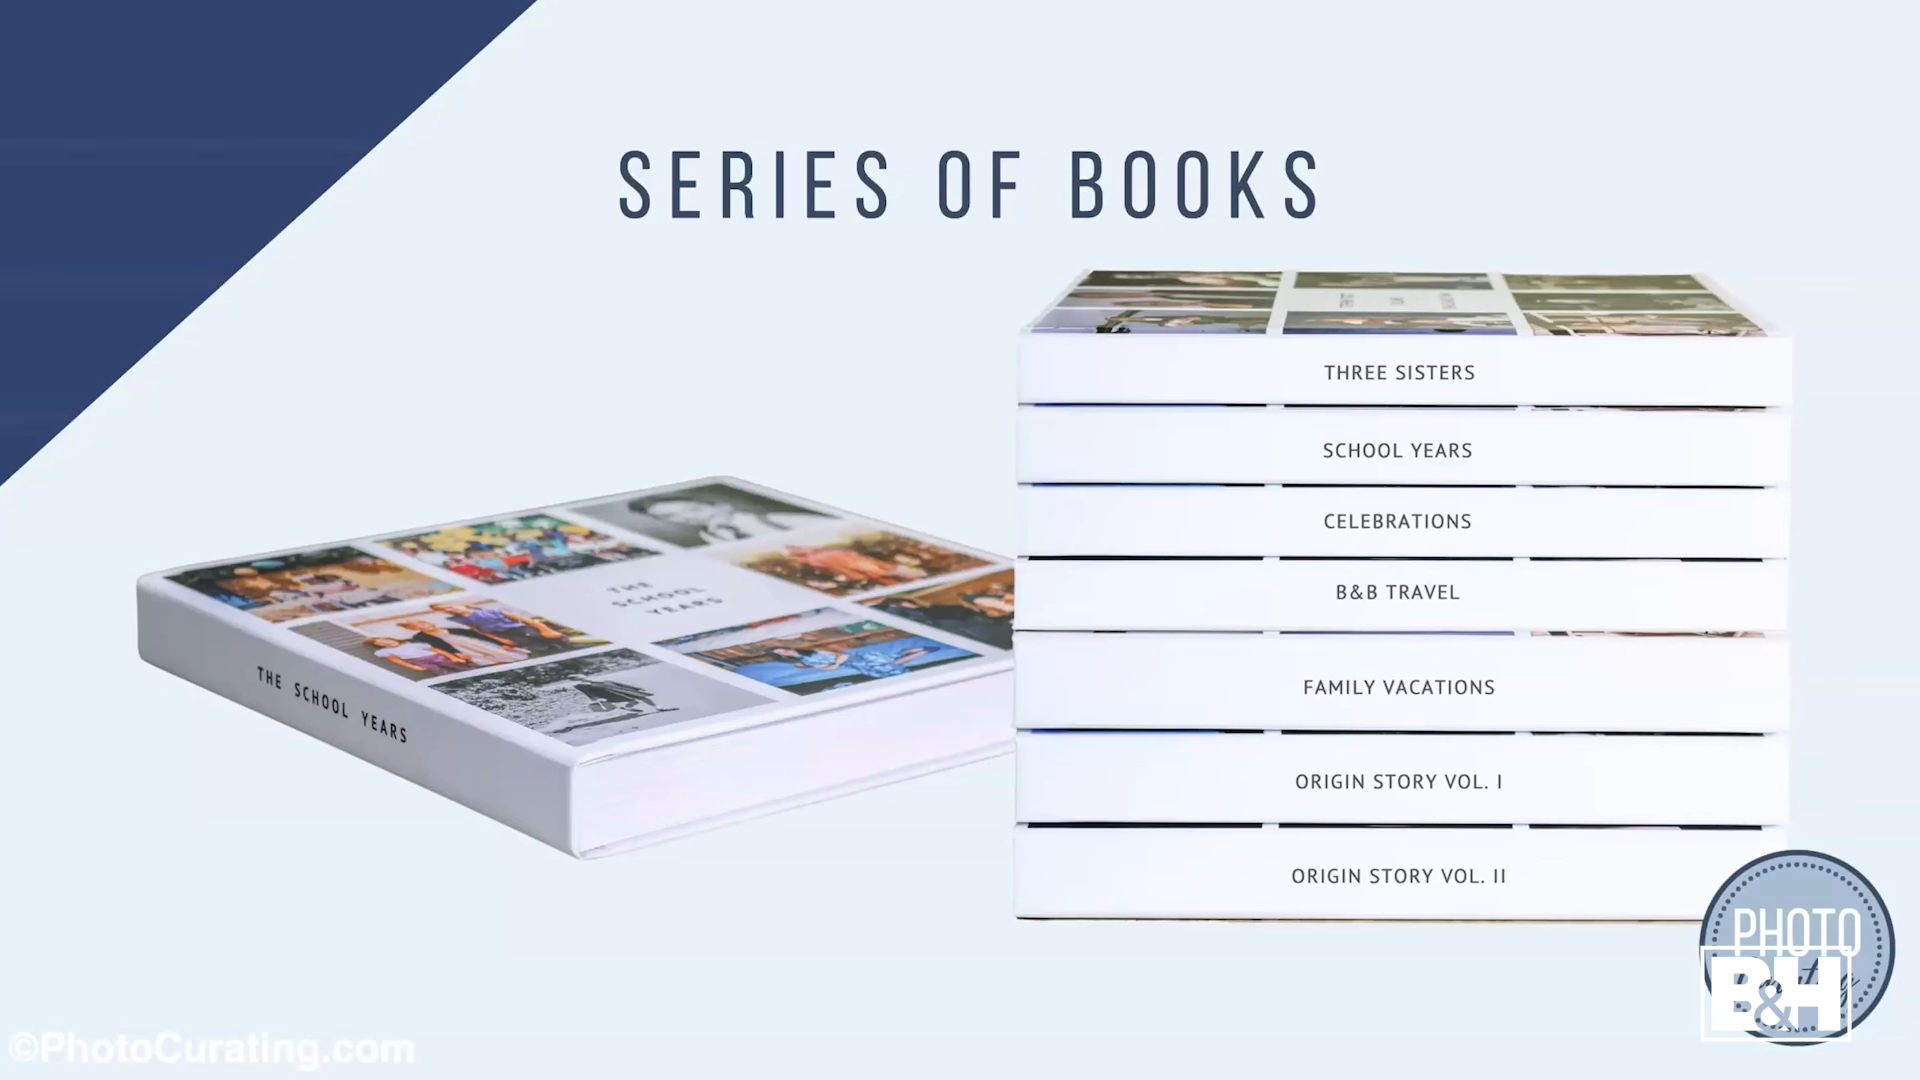 SERIES OF BOOKS
THREE SISTERS
SCHOOL YEARS
CELEBRATIONS
B&B TRAVEL
FAMILY VACATIONS
ORIGIN STORY VOL. I
ORIGIN STORY VOL. II
THE
SCHOOL
YEARS
THE SCHOOL YEARS
PHOTO
B&H
©PhotoCurating.com